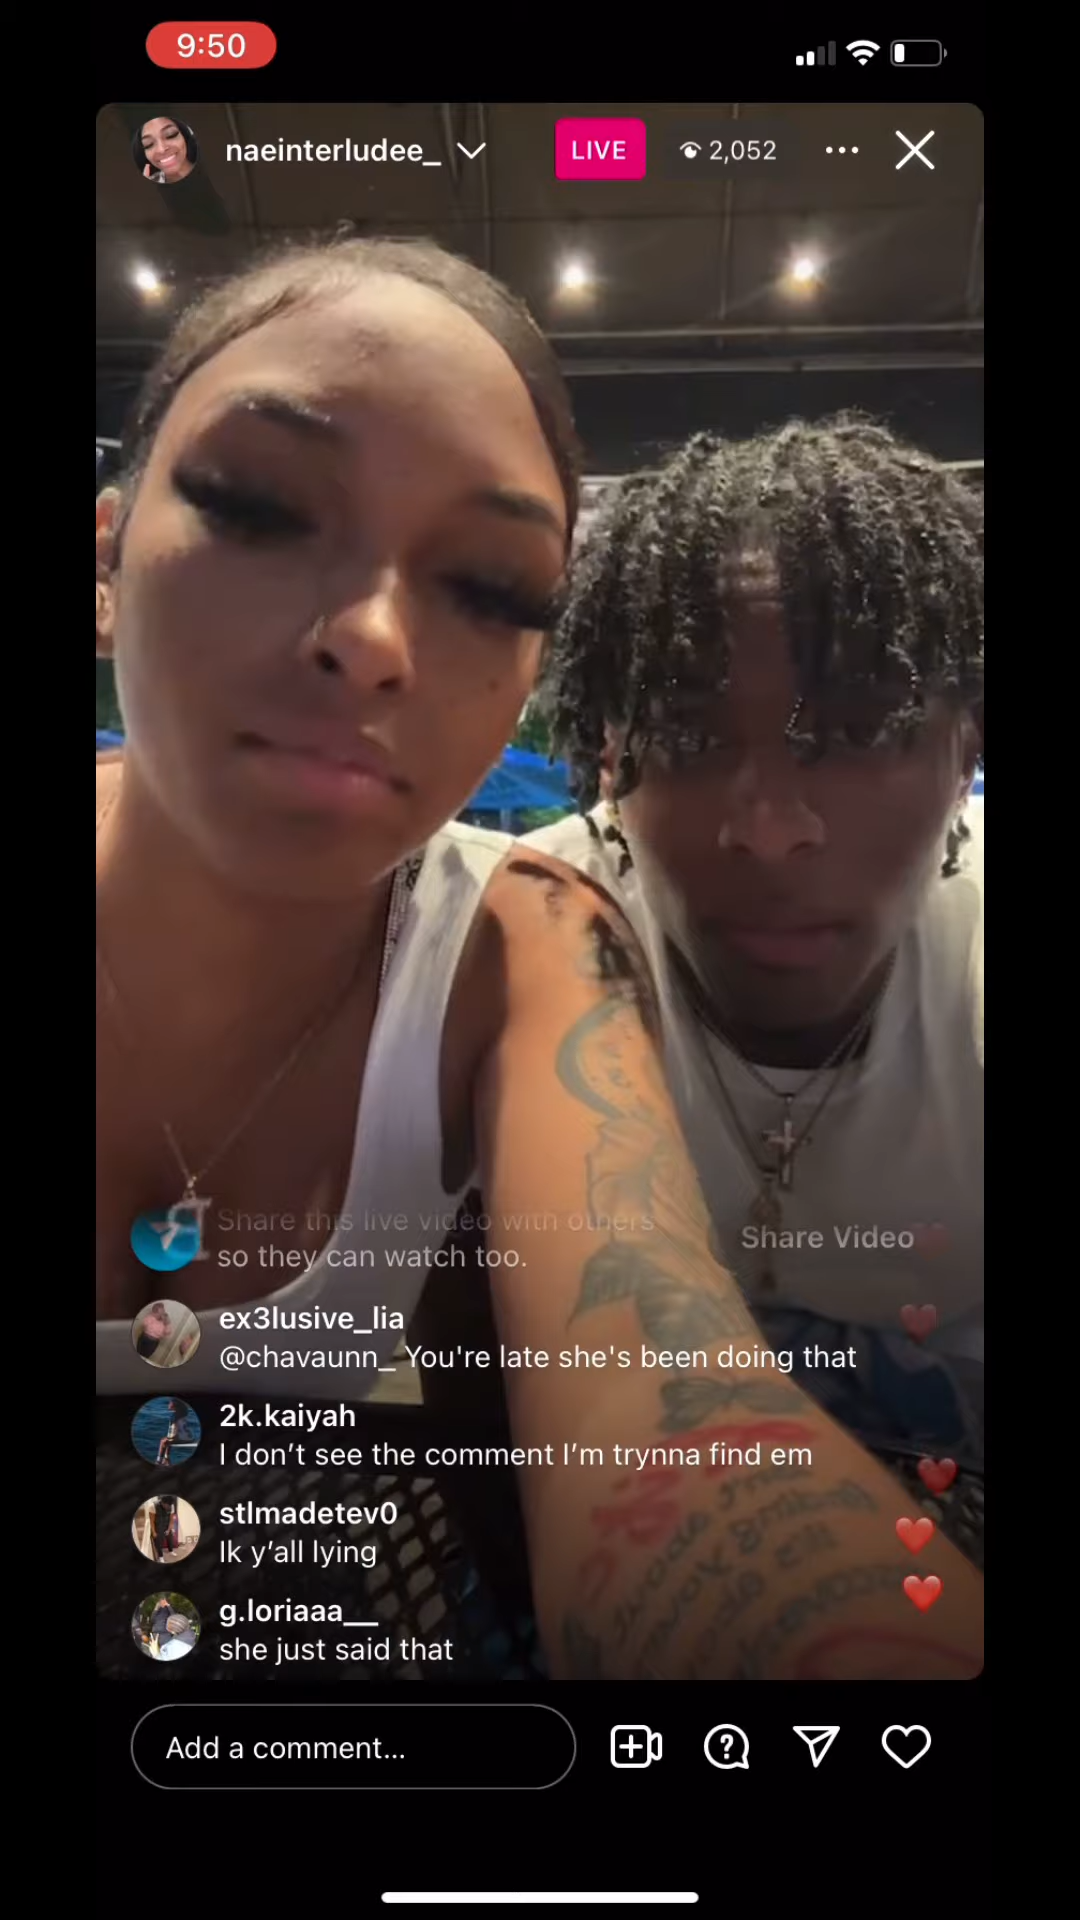 9:50
naeinterludee_
LIVE
2,052
Share this live video with others
so they can watch too.
Share Video
ex3lusive_lia
@chavaunn_ You're late she's been doing that
2k.kaiyah
I don’t see the comment I’m trynna find em
stlmadetev0
Ik y’all lying
g.loriaaa__
she just said that
Add a comment...